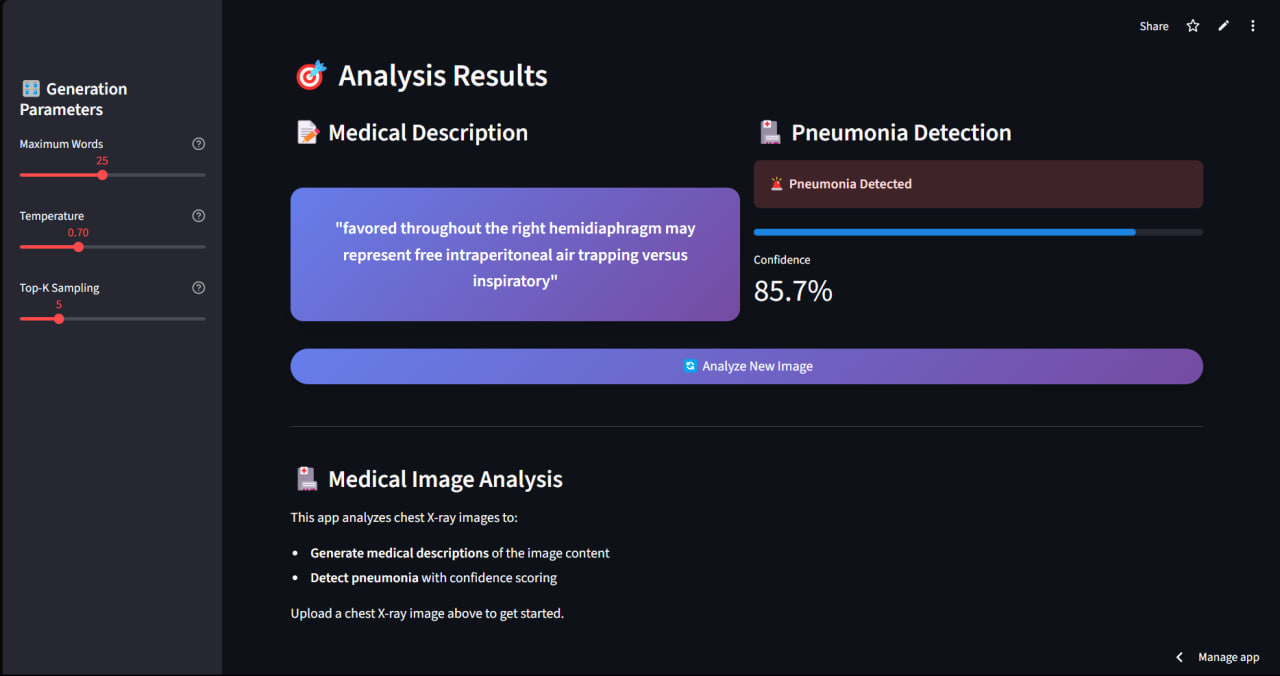 Share
Generation
Parameters
Maximum Words
25
Temperature
0.70
Top-K Sampling
5
Analysis Results
Medical Description
"favored throughout the right hemidiaphragm may
represent free intraperitoneal air trapping versus
inspiratory"
Pneumonia Detection
Pneumonia Detected
Confidence
85.7%
Analyze New Image
Medical Image Analysis
This app analyzes chest X-ray images to:
• Generate medical descriptions of the image content
• Detect pneumonia with confidence scoring
Upload a chest X-ray image above to get started.
Manage app